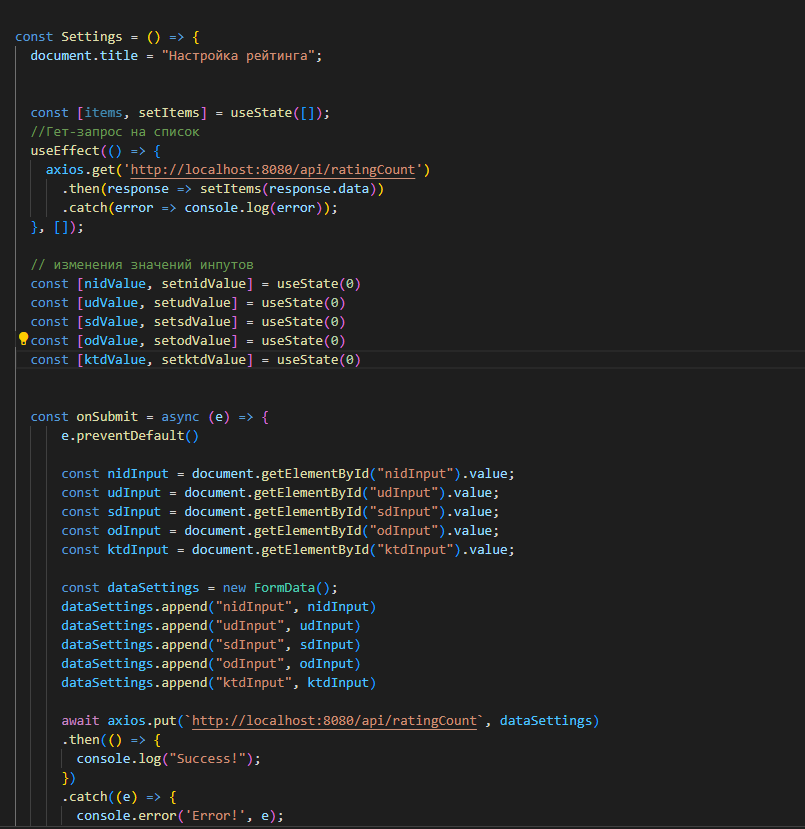 const Settings = () => {
document.title = "Настройка рейтинга";
const [items, setItems] = useState([]);
//Гет-запрос на список
useEffect(() => {
axios.get('http://localhost:8080/api/ratingCount')
.then(response => setItems(response.data))
.catch(error => console.log(error));
}, []);
// изменения значений инпутов
const [nidValue, setnidValue] = useState(0)
const [udValue, setudValue] = useState(0)
const [sdValue, setsdValue] = useState(0)
const [odValue, setodValue] = useState(0)
const [ktdValue, setktdValue] = useState(0)
const onSubmit = async (e) => {
e.preventDefault()
const nidInput = document.getElementById("nidInput").value;
const udInput = document.getElementById("udInput").value;
const sdInput = document.getElementById("sdInput").value;
const odInput = document.getElementById("odInput").value;
const ktdInput = document.getElementById("ktdInput").value;
const dataSettings = new FormData();
dataSettings.append("nidInput", nidInput)
dataSettings.append("udInput", udInput)
dataSettings.append("sdInput", sdInput)
dataSettings.append("odInput", odInput)
dataSettings.append("ktdInput", ktdInput)
await axios.put(`http://localhost:8080/api/ratingCount`, dataSettings)
.then(() => {
console.log("Success!");
})
.catch((e) => {
console.error('Error!', e);